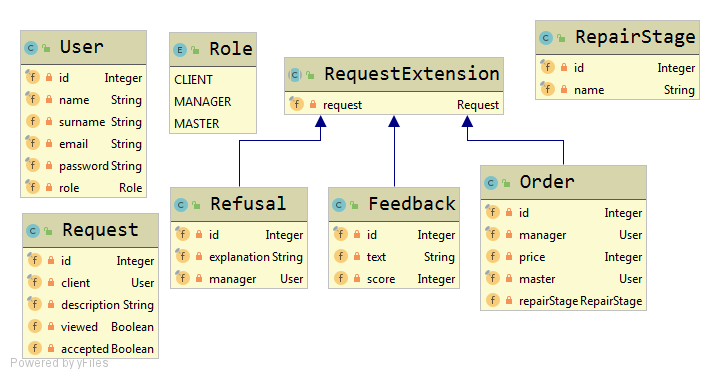 User
id Integer
name String
surname String
email String
password String
role Role
Role
CLIENT
MANAGER
MASTER
RequestExtension
request Request
RepairStage
id Integer
name String
Request
id Integer
client User
description String
viewed Boolean
accepted Boolean
Refusal
id Integer
explanation String
manager User
Feedback
id Integer
text String
score Integer
Order
id Integer
manager User
price Integer
master User
repairStage RepairStage
Powered by yFiles